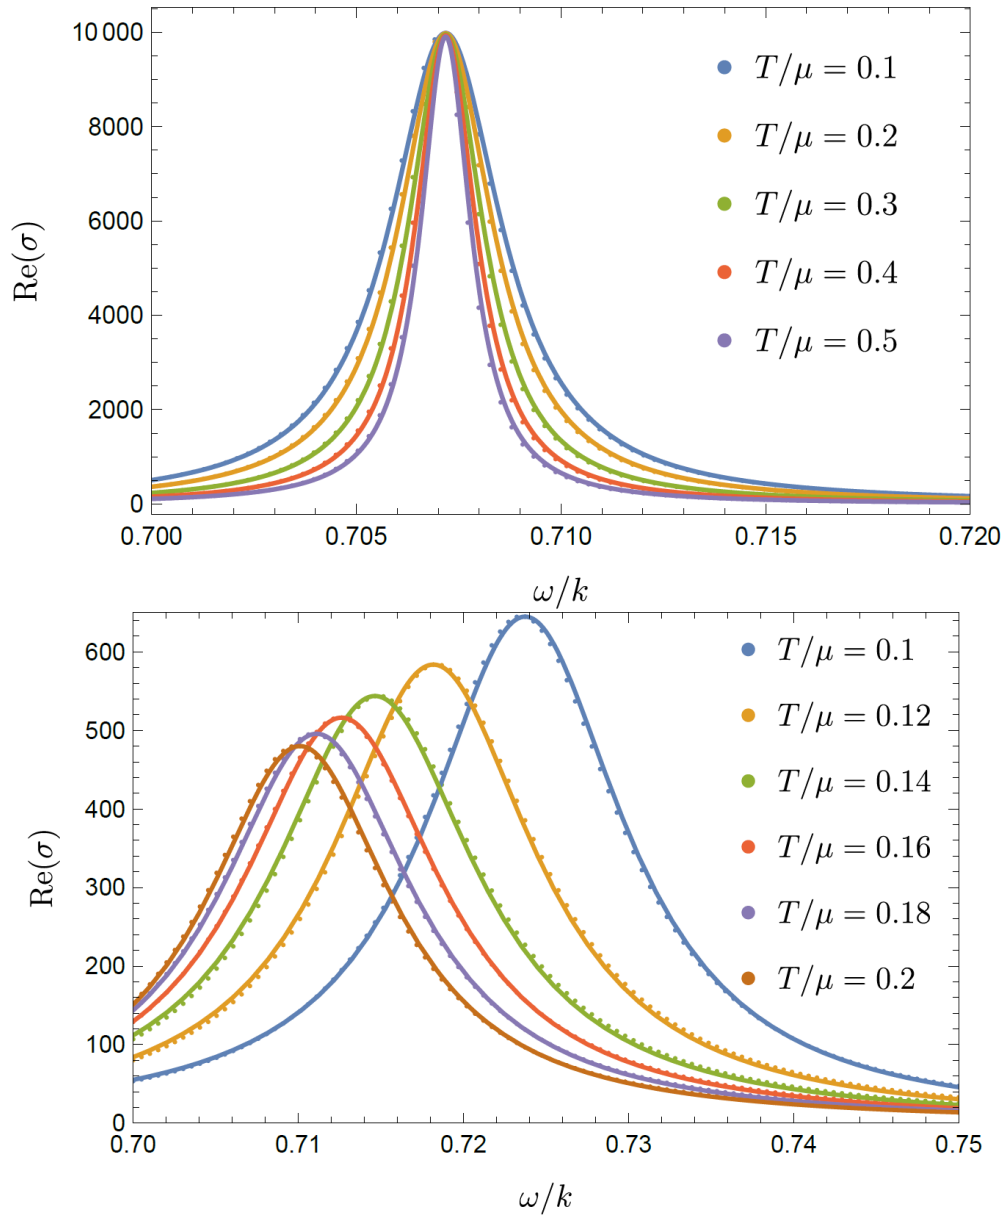 10 000
8000
6000
4000
2000
0
Re(σ)
T/μ = 0.1
T/μ = 0.2
T/μ = 0.3
T/μ = 0.4
T/μ = 0.5
0.700 0.705 0.710 0.715 0.720
ω/k
600
500
400
300
200
100
0
Re(σ)
T/μ = 0.1
T/μ = 0.12
T/μ = 0.14
T/μ = 0.16
T/μ = 0.18
T/μ = 0.2
0.70 0.71 0.72 0.73 0.74 0.75
ω/k